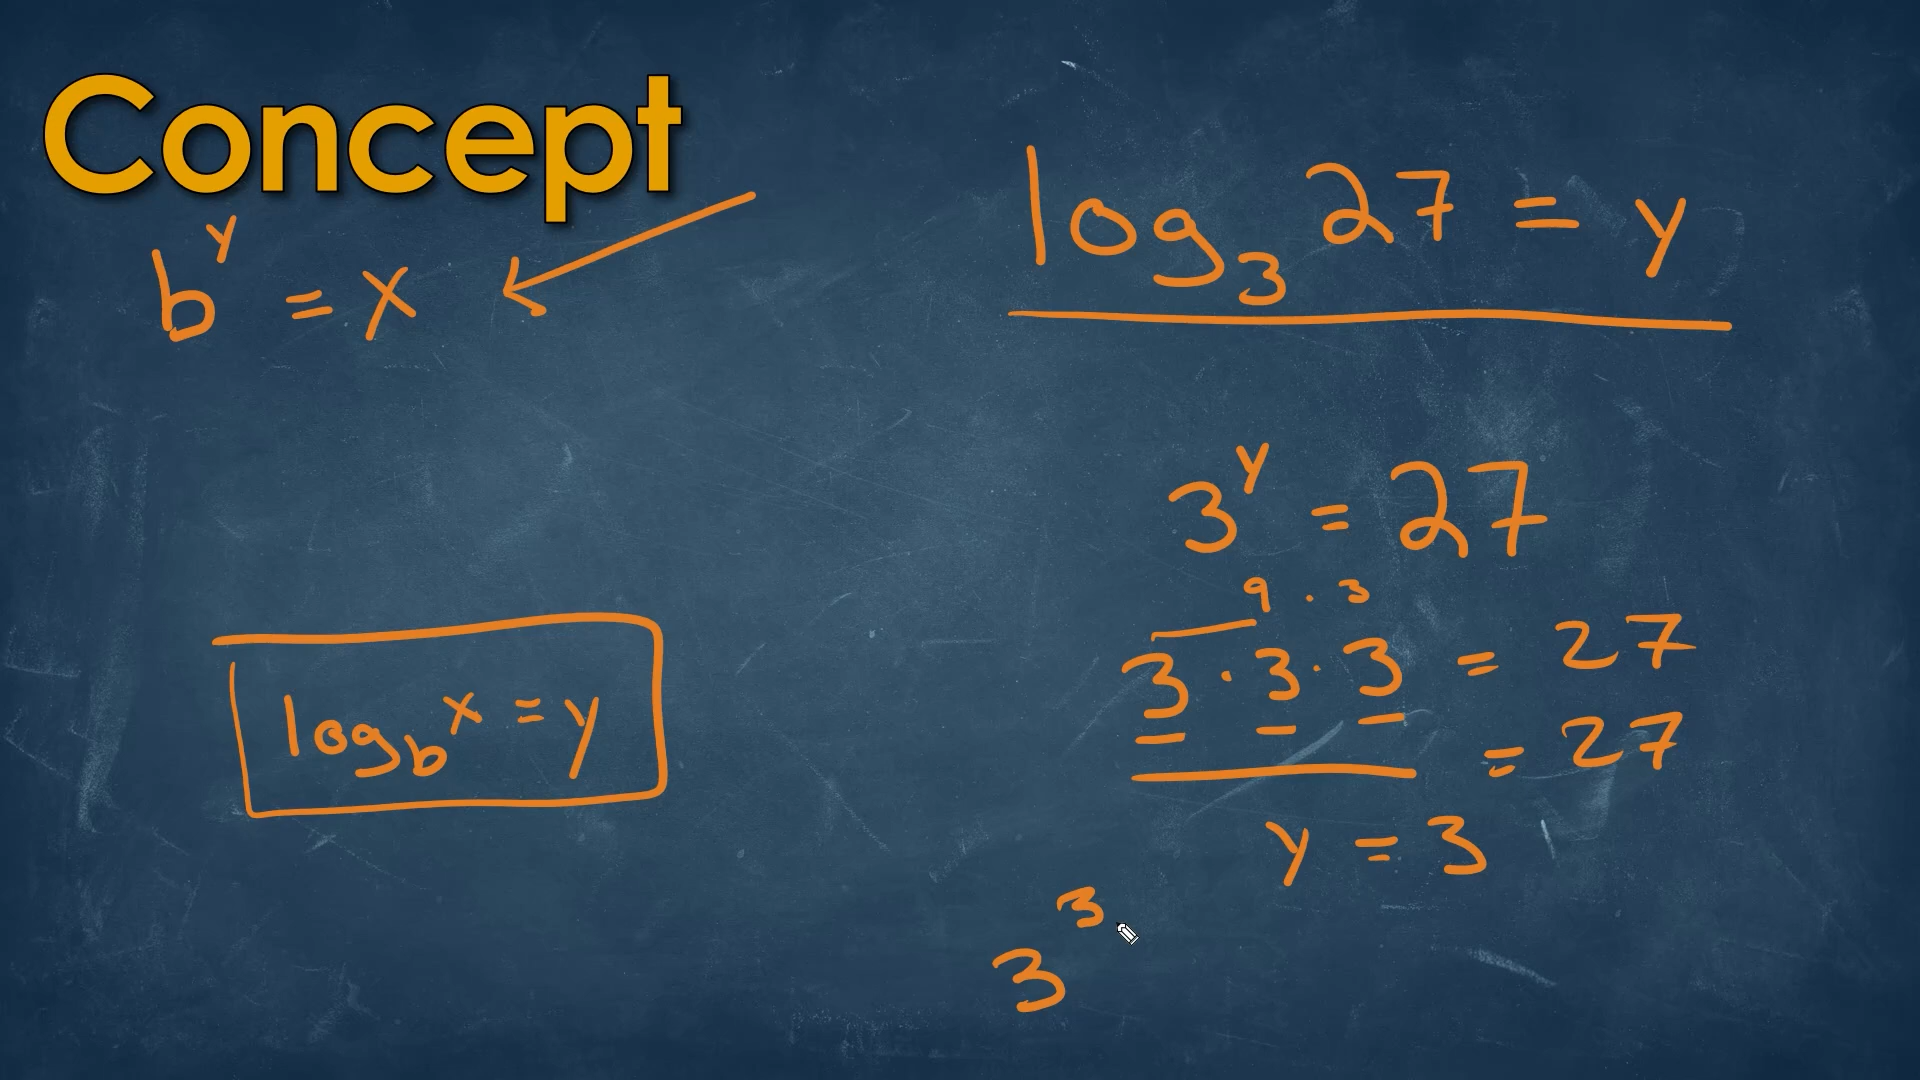 Concept
b^y = x
log_b x = y
log_3 27 = y
3^y = 27
9 · 3
3 · 3 · 3 = 27
= 27
y = 3
3^3